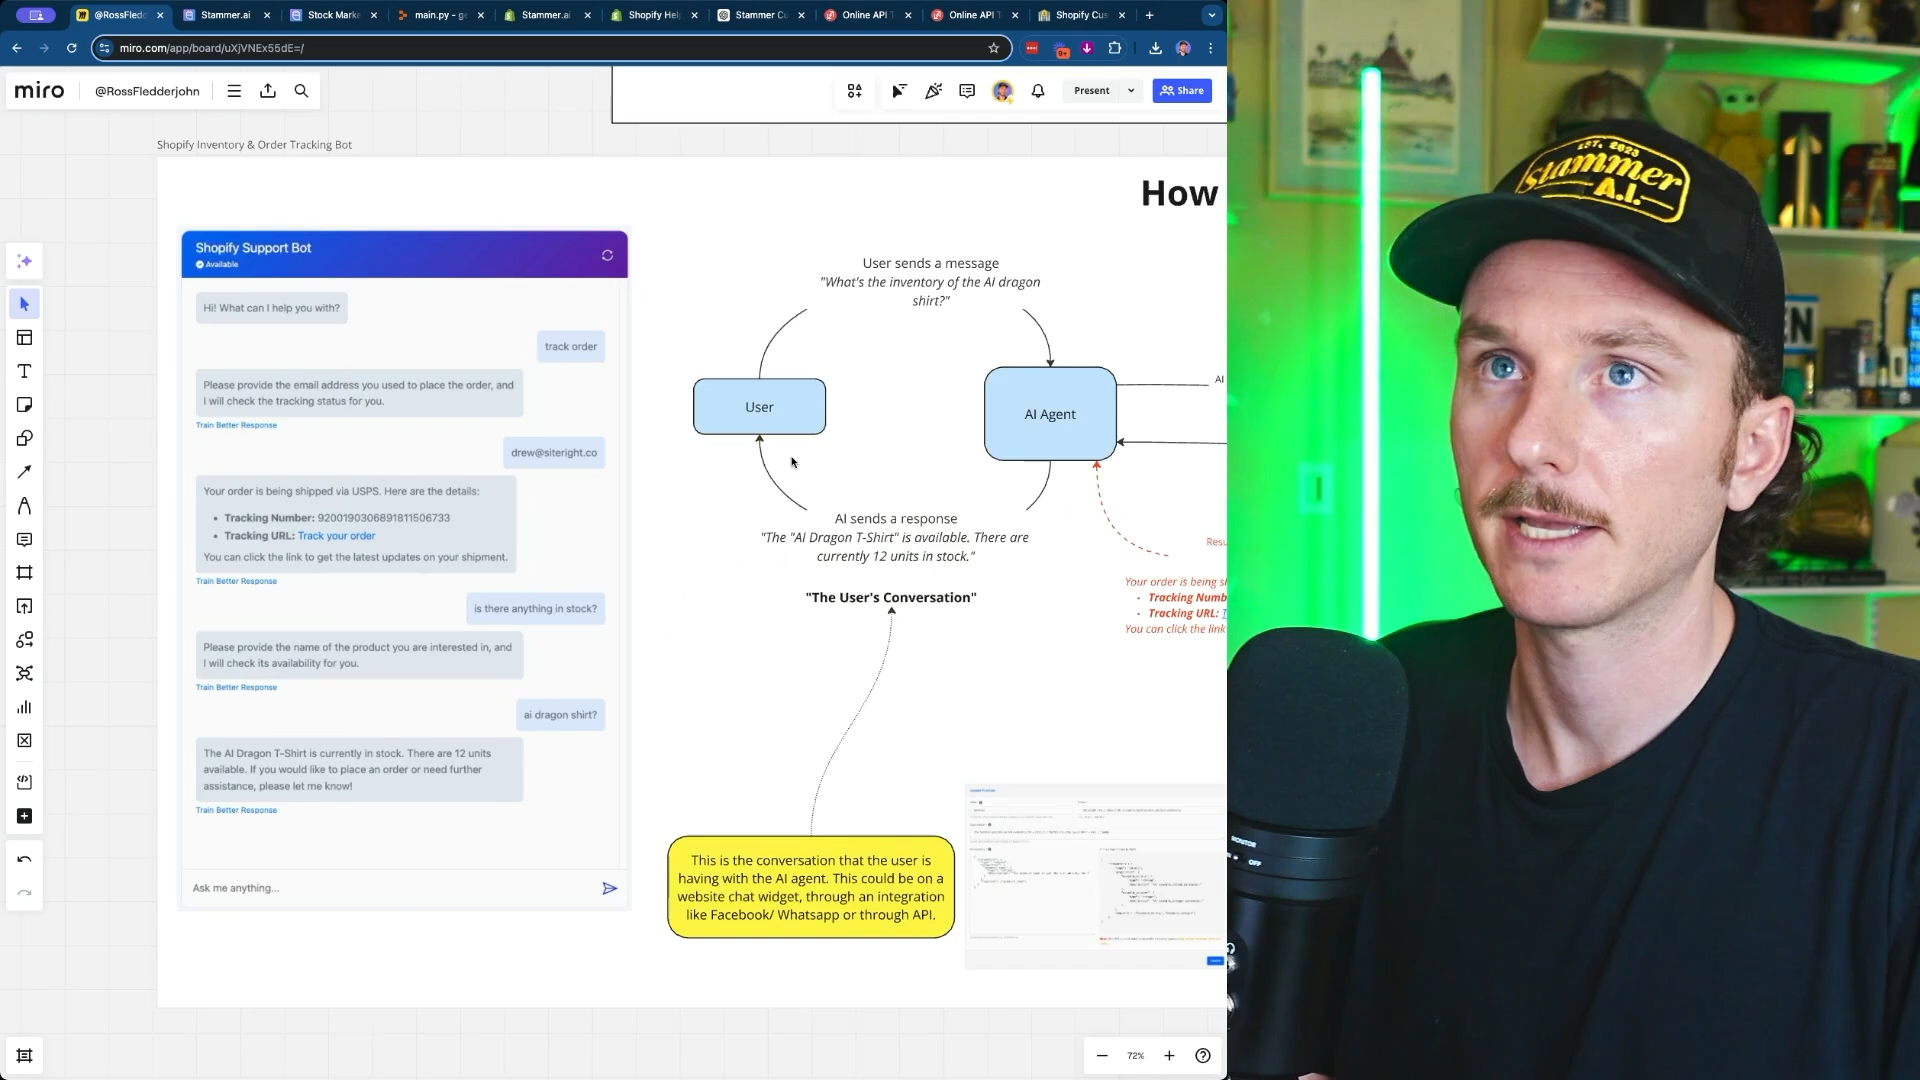 @RossFledd
Stammer.ai
Stock Marke
main.py - ge
Stammer.ai
Shopify Hel
Stammer Cu
Online API T
Online API T
Shopify Cus
miro.com/app/board/uXjVNEx55dE=/
9+
miro
@RossFledderjohn
Present
Share
Shopify Inventory & Order Tracking Bot
How
Shopify Support Bot
Available
Hi! What can I help you with?
track order
Please provide the email address you used to place the order, and
I will check the tracking status for you.
Train Better Response
drew@siteright.co
Your order is being shipped via USPS. Here are the details:
• Tracking Number: 9200190306891811506733
• Tracking URL: Track your order
You can click the link to get the latest updates on your shipment.
Train Better Response
is there anything in stock?
Please provide the name of the product you are interested in, and
I will check its availability for you.
Train Better Response
ai dragon shirt?
The AI Dragon T-Shirt is currently in stock. There are 12 units
available. If you would like to place an order or need further
assistance, please let me know!
Train Better Response
Ask me anything...
User sends a message
"What's the inventory of the AI dragon
shirt?"
User
AI Agent
AI
AI sends a response
"The "AI Dragon T-Shirt" is available. There are
currently 12 units in stock."
"The User's Conversation"
Resu
Your order is being sh
• Tracking Numb
• Tracking URL: T
You can click the link
This is the conversation that the user is
having with the AI agent. This could be on a
website chat widget, through an integration
like Facebook/ Whatsapp or through API.
72%
EST. 2023
Stammer
A.I.
MONITOR
OFF